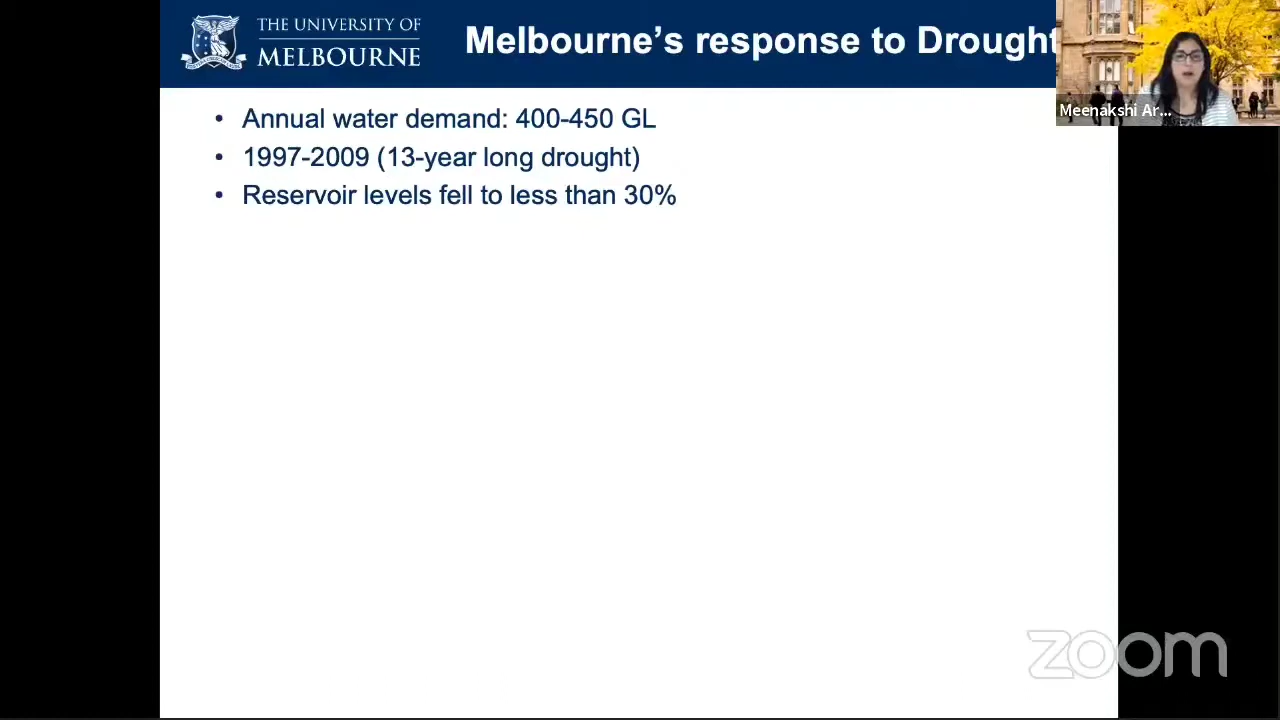 THE UNIVERSITY OF
MELBOURNE
Melbourne's response to Drought
Meenakshi Ar...
• Annual water demand: 400-450 GL
• 1997-2009 (13-year long drought)
• Reservoir levels fell to less than 30%
zoom